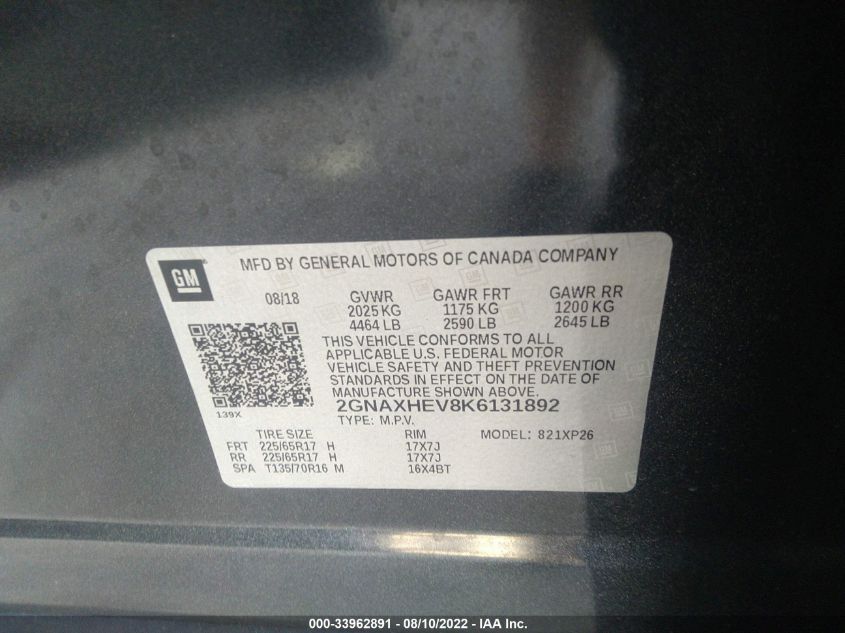 GM
MFD BY GENERAL MOTORS OF CANADA COMPANY
08/18 GVWR GAWR FRT GAWR RR
2025 KG 1175 KG 1200 KG
4464 LB 2590 LB 2645 LB
THIS VEHICLE CONFORMS TO ALL
APPLICABLE U.S. FEDERAL MOTOR
VEHICLE SAFETY AND THEFT PREVENTION
STANDARDS IN EFFECT ON THE DATE OF
MANUFACTURE SHOWN ABOVE.
139X 2GNAXHEV8K6131892
TYPE: M.P.V.
TIRE SIZE RIM MODEL: 821XP26
FRT 225/65R17 H 17X7J
RR 225/65R17 H 17X7J
SPA T135/70R16 M 16X4BT
000-33962891 - 08/10/2022 - IAA Inc.